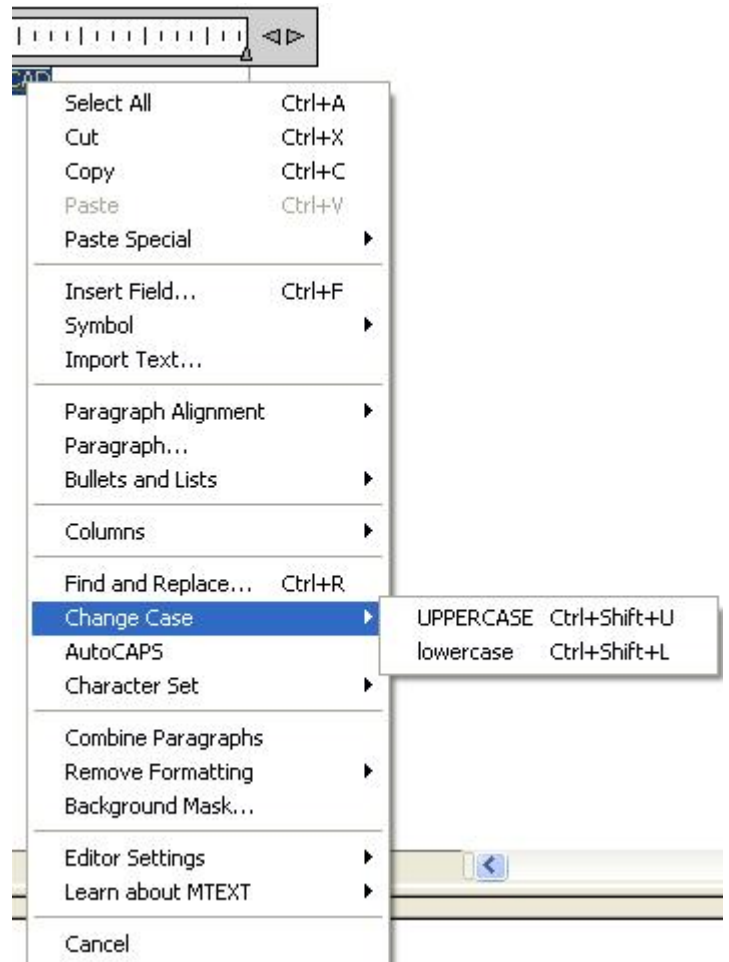 CAD
Select All Ctrl+A
Cut Ctrl+X
Copy Ctrl+C
Paste Ctrl+V
Paste Special
Insert Field... Ctrl+F
Symbol
Import Text...
Paragraph Alignment
Paragraph...
Bullets and Lists
Columns
Find and Replace... Ctrl+R
Change Case
UPPERCASE Ctrl+Shift+U
AutoCAPS
lowercase Ctrl+Shift+L
Character Set
Combine Paragraphs
Remove Formatting
Background Mask...
Editor Settings
Learn about MTEXT
Cancel